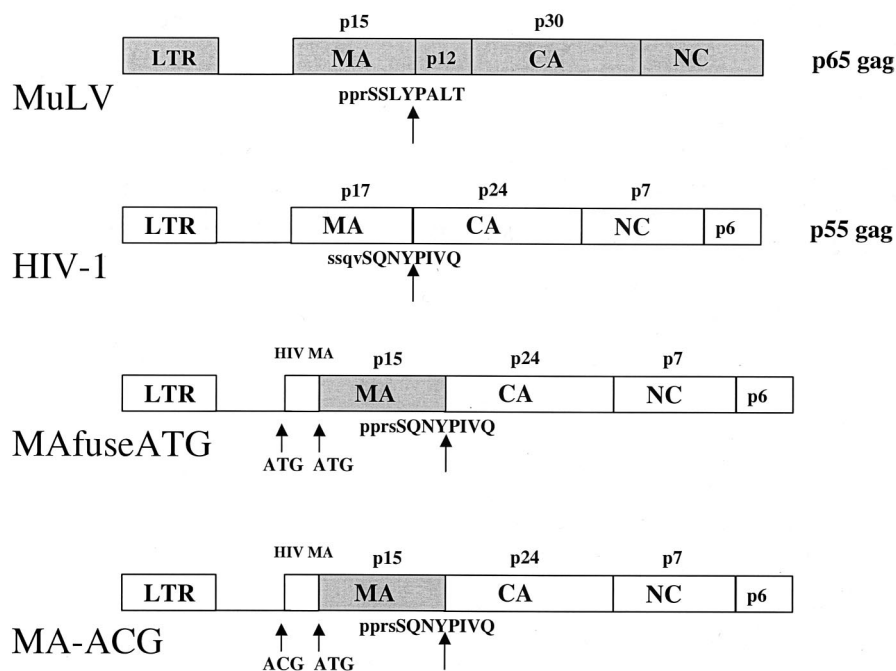 p15 p30
LTR MA p12 CA NC p65 gag
pprSSLYPALT
MuLV
p17 p24 p7
LTR MA CA NC p6 p55 gag
ssqvSQNYPIVQ
HIV-1
HIV MA p15 p24 p7
LTR MA CA NC p6
pprsSQNYPIVQ
MAfuseATG
ATG ATG
HIV MA p15 p24 p7
LTR MA CA NC p6
pprsSQNYPIVQ
MA-ACG
ACG ATG